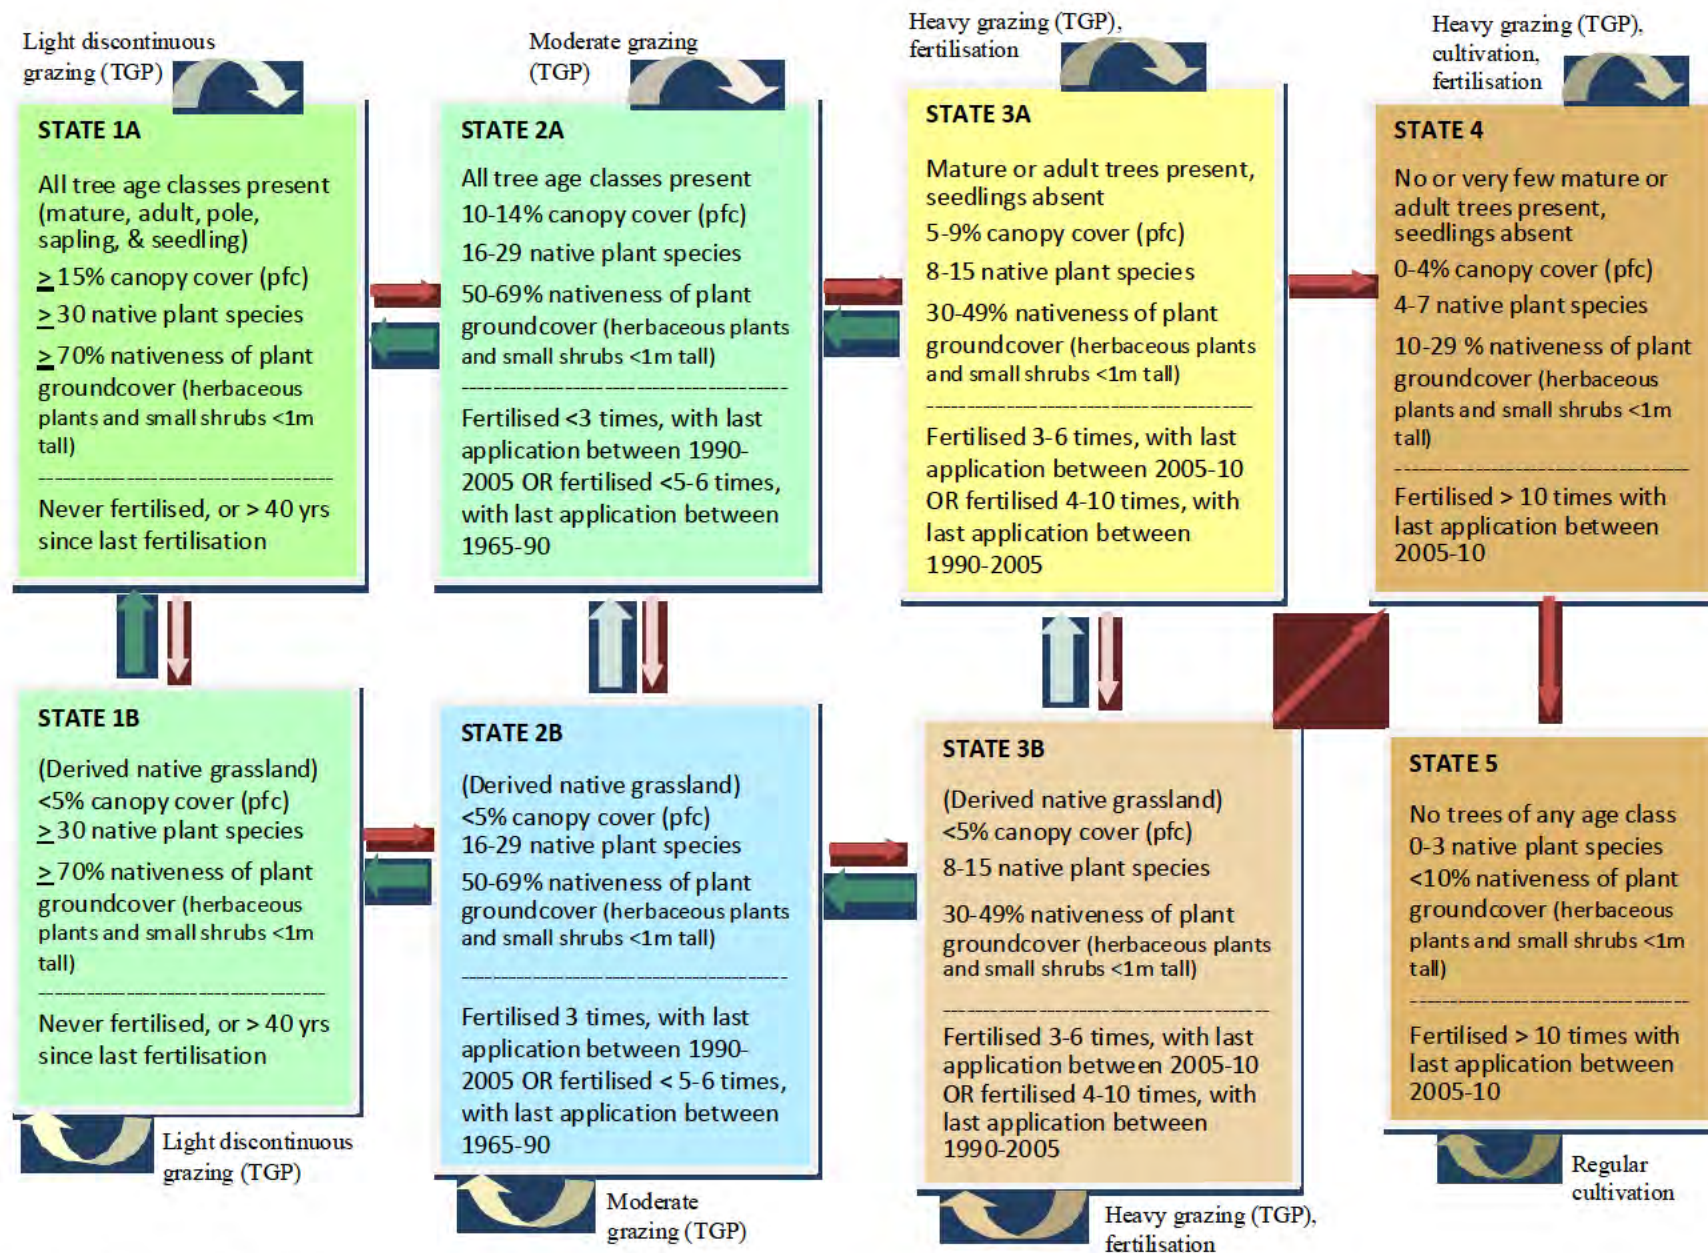 Light discontinuous
grazing (TGP)
Moderate grazing
(TGP)
Heavy grazing (TGP),
fertilisation
Heavy grazing (TGP),
cultivation,
fertilisation
STATE 1A
All tree age classes present
(mature, adult, pole,
sapling, & seedling)
≥ 15% canopy cover (pfc)
≥ 30 native plant species
≥ 70% nativeness of plant
groundcover (herbaceous
plants and small shrubs <1m
tall)
------------------------------------
Never fertilised, or > 40 yrs
since last fertilisation
STATE 2A
All tree age classes present
10-14% canopy cover (pfc)
16-29 native plant species
50-69% nativeness of plant
groundcover (herbaceous plants
and small shrubs <1m tall)
----------------------------------------
Fertilised <3 times, with last
application between 1990-
2005 OR fertilised <5-6 times,
with last application between
1965-90
STATE 3A
Mature or adult trees present,
seedlings absent
5-9% canopy cover (pfc)
8-15 native plant species
30-49% nativeness of plant
groundcover (herbaceous plants
and small shrubs <1m tall)
----------------------------------------
Fertilised 3-6 times, with last
application between 2005-10
OR fertilised 4-10 times, with
last application between
1990-2005
STATE 4
No or very few mature or
adult trees present,
seedlings absent
0-4% canopy cover (pfc)
4-7 native plant species
10-29 % nativeness of plant
groundcover (herbaceous
plants and small shrubs <1m
tall)
------------------------------------
Fertilised > 10 times with
last application between
2005-10
STATE 1B
(Derived native grassland)
<5% canopy cover (pfc)
≥ 30 native plant species
≥ 70% nativeness of plant
groundcover (herbaceous
plants and small shrubs <1m
tall)
-----------------------------------
Never fertilised, or > 40 yrs
since last fertilisation
STATE 2B
(Derived native grassland)
<5% canopy cover (pfc)
16-29 native plant species
50-69% nativeness of plant
groundcover (herbaceous plants
and small shrubs <1m tall)
----------------------------------------
Fertilised 3 times, with last
application between 1990-
2005 OR fertilised < 5-6 times,
with last application between
1965-90
STATE 3B
(Derived native grassland)
<5% canopy cover (pfc)
8-15 native plant species
30-49% nativeness of plant
groundcover (herbaceous plants
and small shrubs <1m tall)
----------------------------------------
Fertilised 3-6 times, with last
application between 2005-10
OR fertilised 4-10 times, with
last application between
1990-2005
STATE 5
No trees of any age class
0-3 native plant species
<10% nativeness of plant
groundcover (herbaceous
plants and small shrubs <1m
tall)
----------------------------------
Fertilised > 10 times with
last application between
2005-10
Light discontinuous
grazing (TGP)
Moderate
grazing (TGP)
Heavy grazing (TGP),
fertilisation
Regular
cultivation